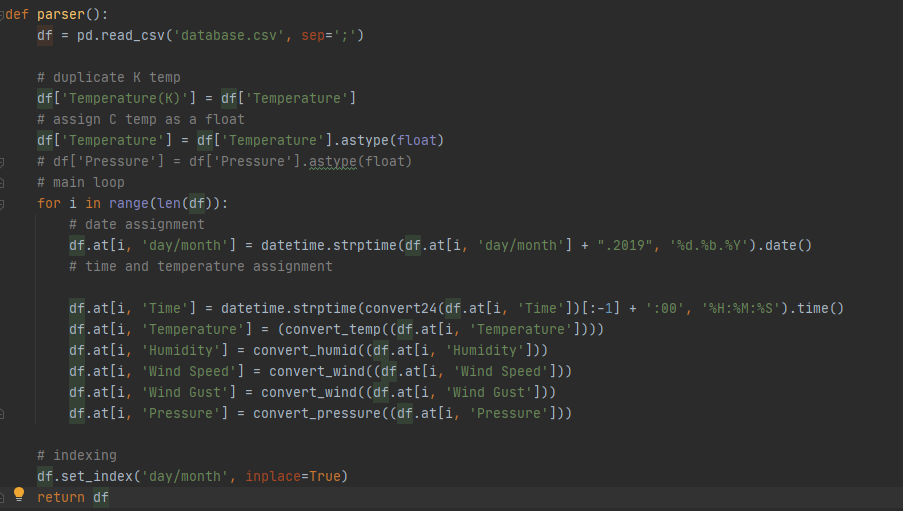 def parser():
    df = pd.read_csv('database.csv', sep=';')
    # duplicate K temp
    df['Temperature(K)'] = df['Temperature']
    # assign C temp as a float
    df['Temperature'] = df['Temperature'].astype(float)
    # df['Pressure'] = df['Pressure'].astype(float)
    # main loop
    for i in range(len(df)):
        # date assignment
        df.at[i, 'day/month'] = datetime.strptime(df.at[i, 'day/month'] + ".2019", '%d.%b.%Y').date()
        # time and temperature assignment
        df.at[i, 'Time'] = datetime.strptime(convert24(df.at[i, 'Time'])[:-1] + ':00', '%H:%M:%S').time()
        df.at[i, 'Temperature'] = (convert_temp((df.at[i, 'Temperature'])))
        df.at[i, 'Humidity'] = convert_humid((df.at[i, 'Humidity']))
        df.at[i, 'Wind Speed'] = convert_wind((df.at[i, 'Wind Speed']))
        df.at[i, 'Wind Gust'] = convert_wind((df.at[i, 'Wind Gust']))
        df.at[i, 'Pressure'] = convert_pressure((df.at[i, 'Pressure']))
    # indexing
    df.set_index('day/month', inplace=True)
    return df